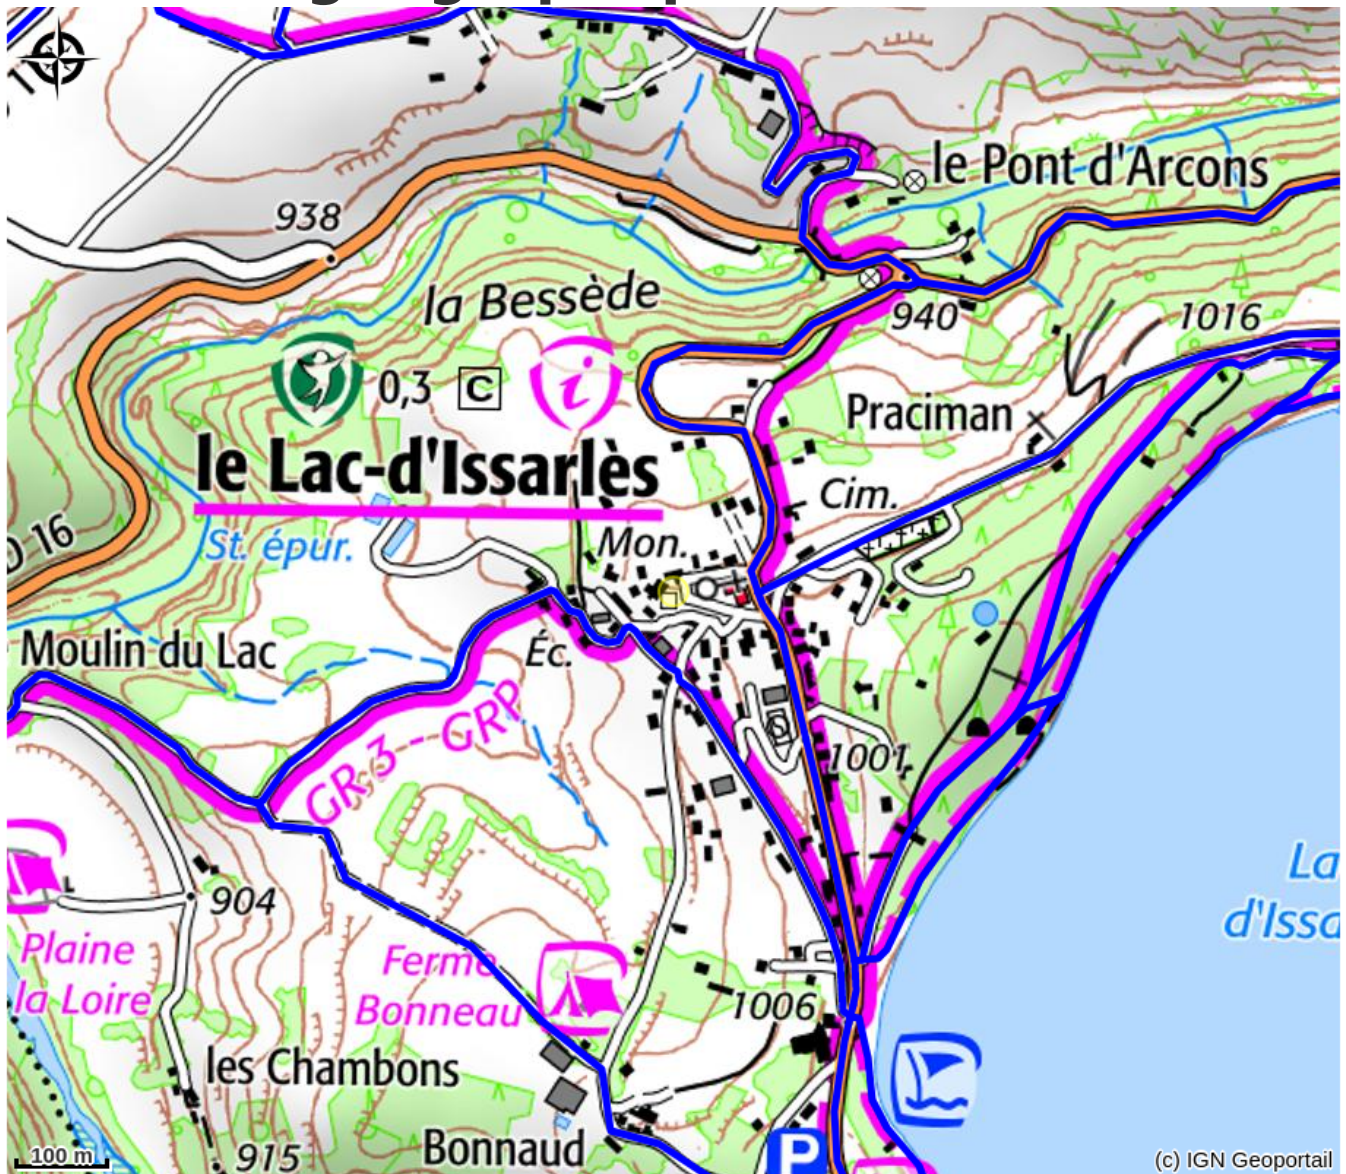 le Pont d'Arcons
938
la Bessède
940
1016
0,3
C
i
Praciman
le Lac-d'Issarlès
Cim.
16
St. épur.
Mon.
Moulin du Lac
Éc.
GR 3 - GRP
1001
904
Plaine
la Loire
Ferme
Bonneau
La
d'Issa
1006
les Chambons
Bonnaud
P
915
100 m
(c) IGN Geoportail